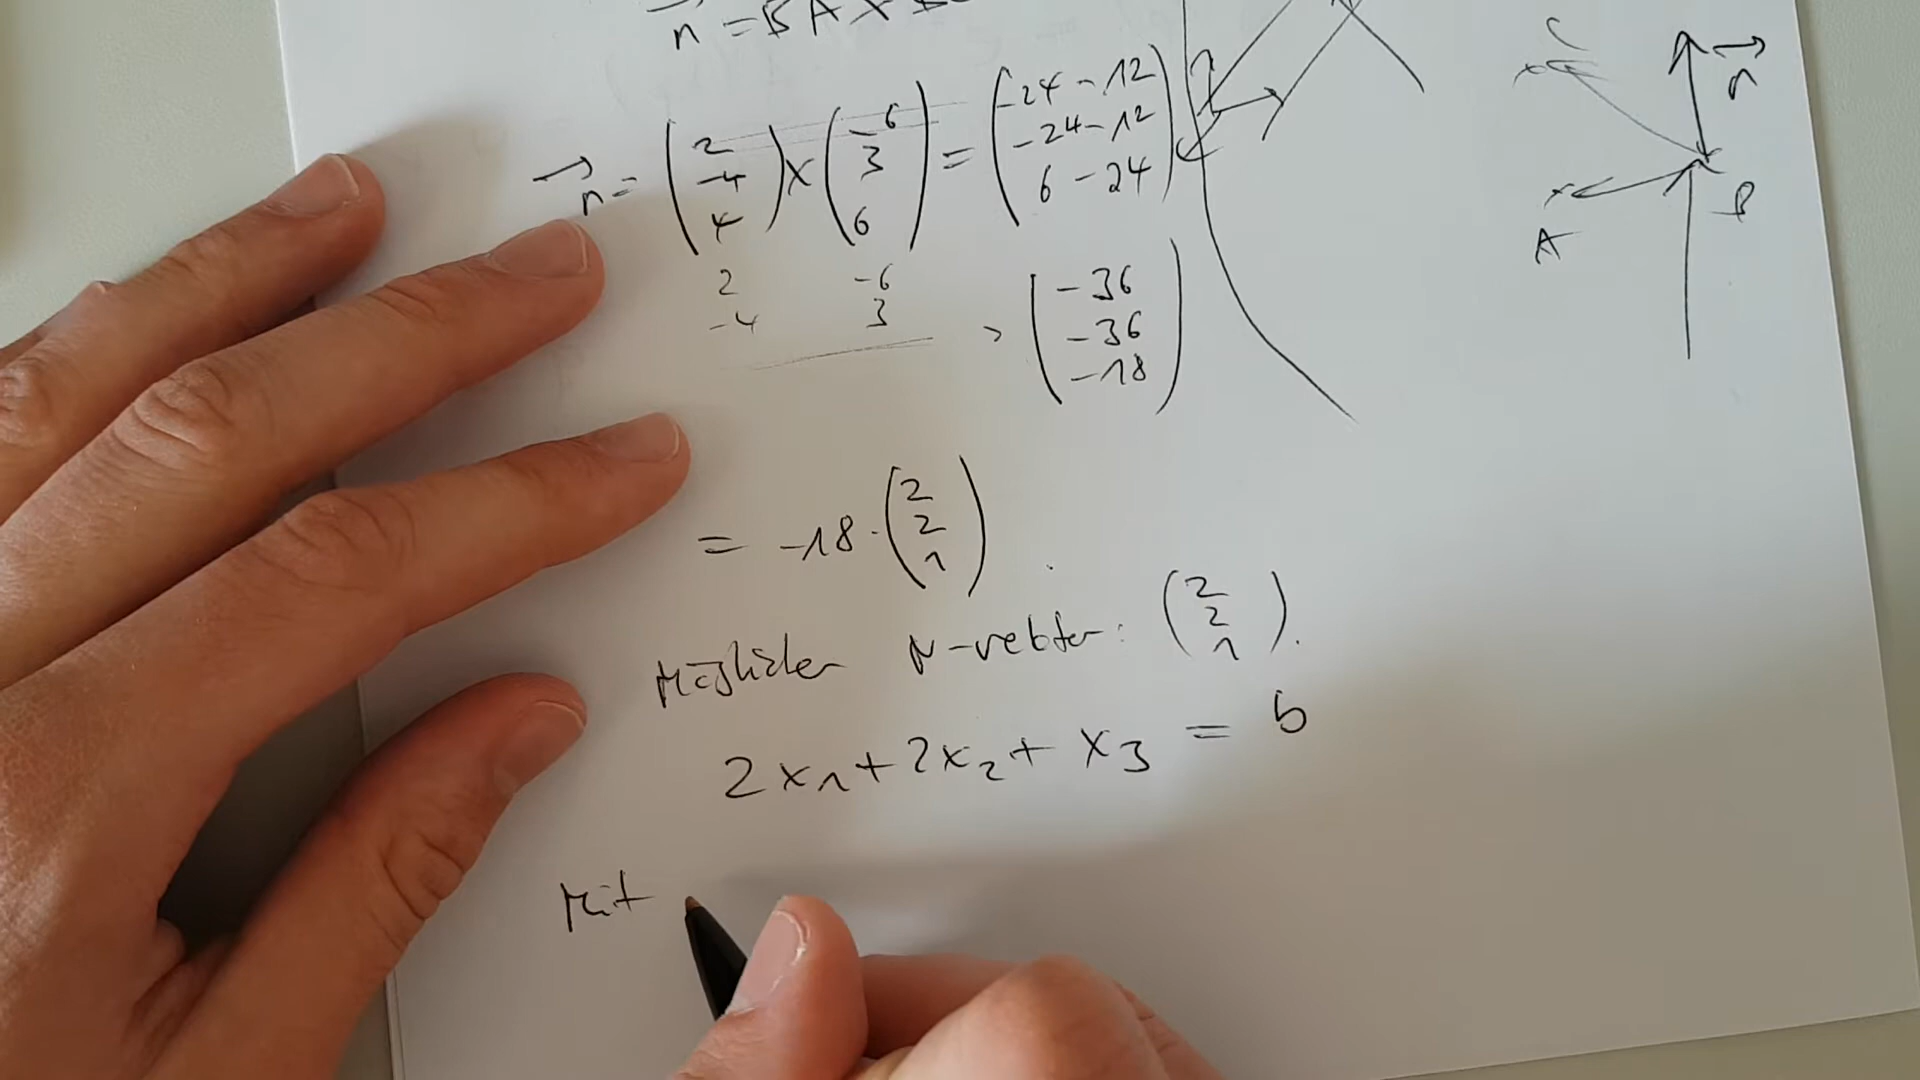 n = BA ×
n = (2 -4 4) × (-6 3 6) = (-24-12 -24-12 6-24)
2 -6
-4 3
> (-36 -36 -18)
= -18 · (2 2 1)
Möglicher N-vektor: (2 2 1).
2x₁ + 2x₂ + x₃ = b
Mit
C
n
A
B